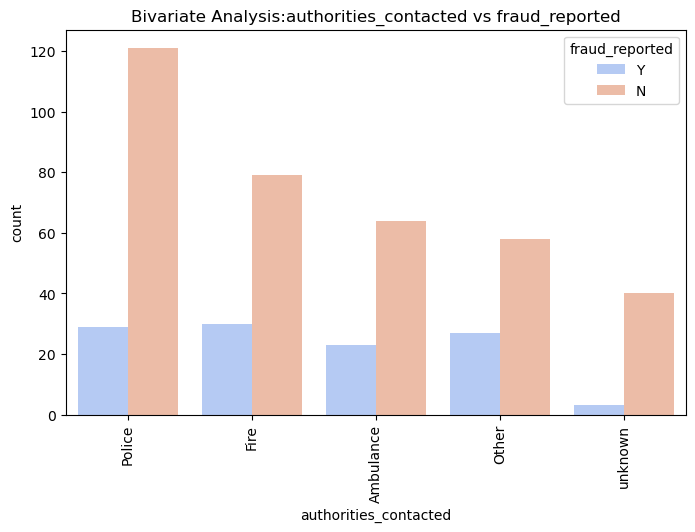 Bivariate Analysis:authorities_contacted vs fraud_reported
fraud_reported
Y
N
count
120
100
80
60
40
20
0
Police
Fire
Ambulance
Other
unknown
authorities_contacted